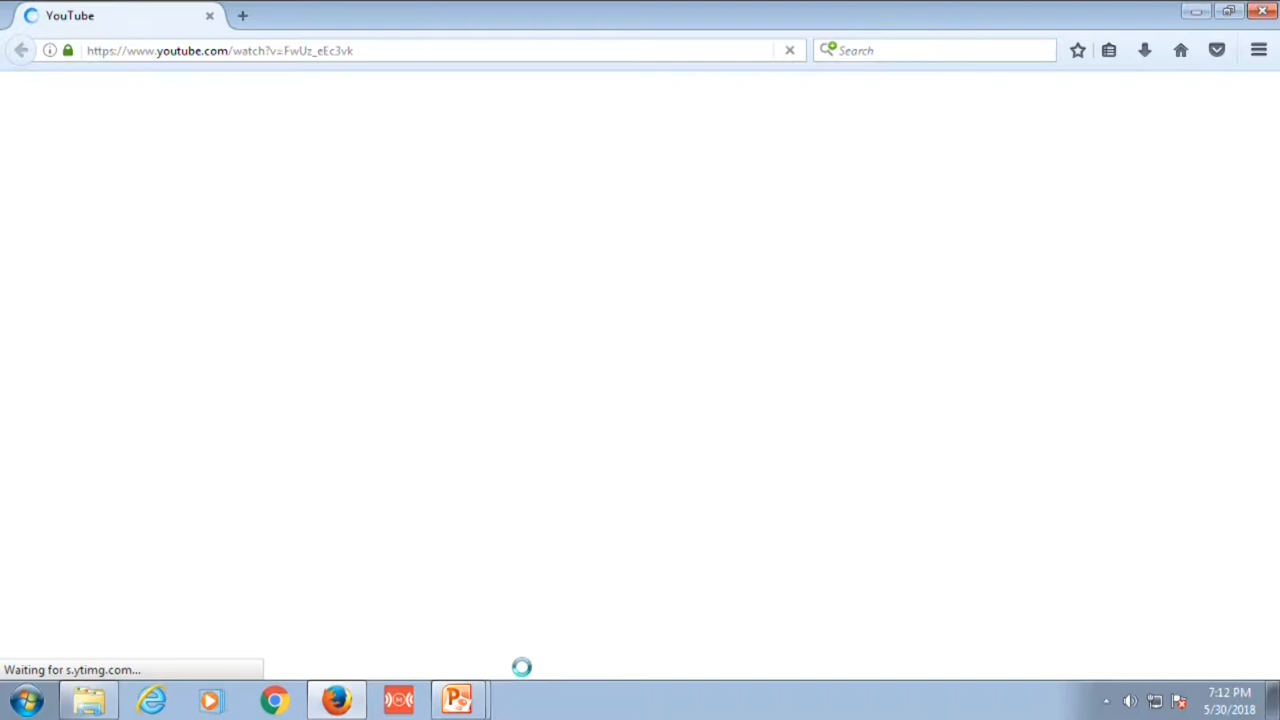 YouTube
https://www.youtube.com/watch?v=FwUz_eEc3vk
Search
Waiting for s.ytimg.com...
7:12 PM
5/30/2018